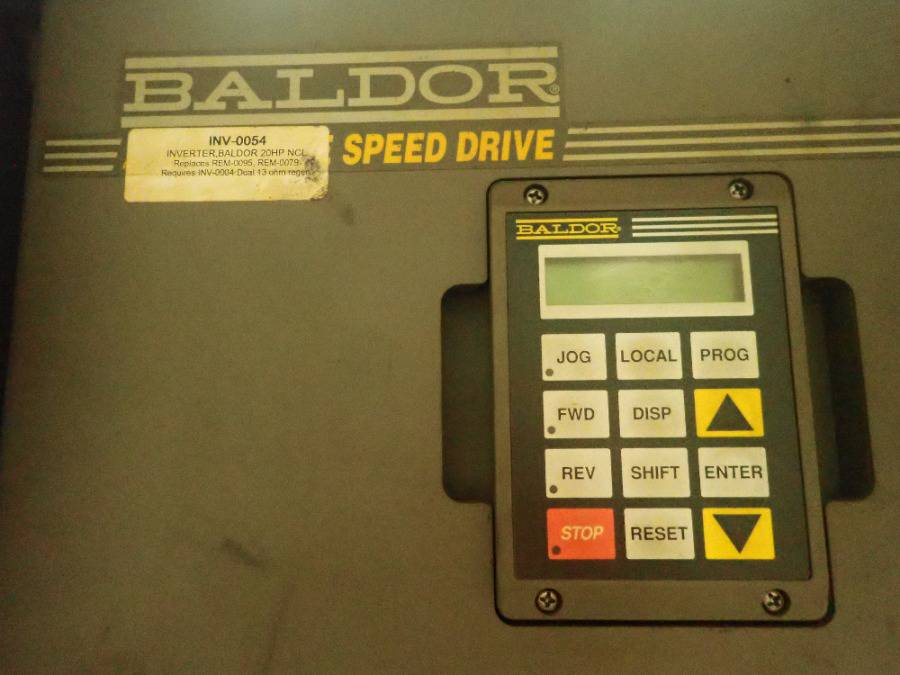 BALDOR®
INV-0054
INVERTER,BALDOR 20HP NCL
Replaces REM-0095, REM-0079
Requires INV-0004 Dual 13 ohm regen
SPEED DRIVE
BALDOR®
JOG LOCAL PROG
FWD DISP
REV SHIFT ENTER
STOP RESET